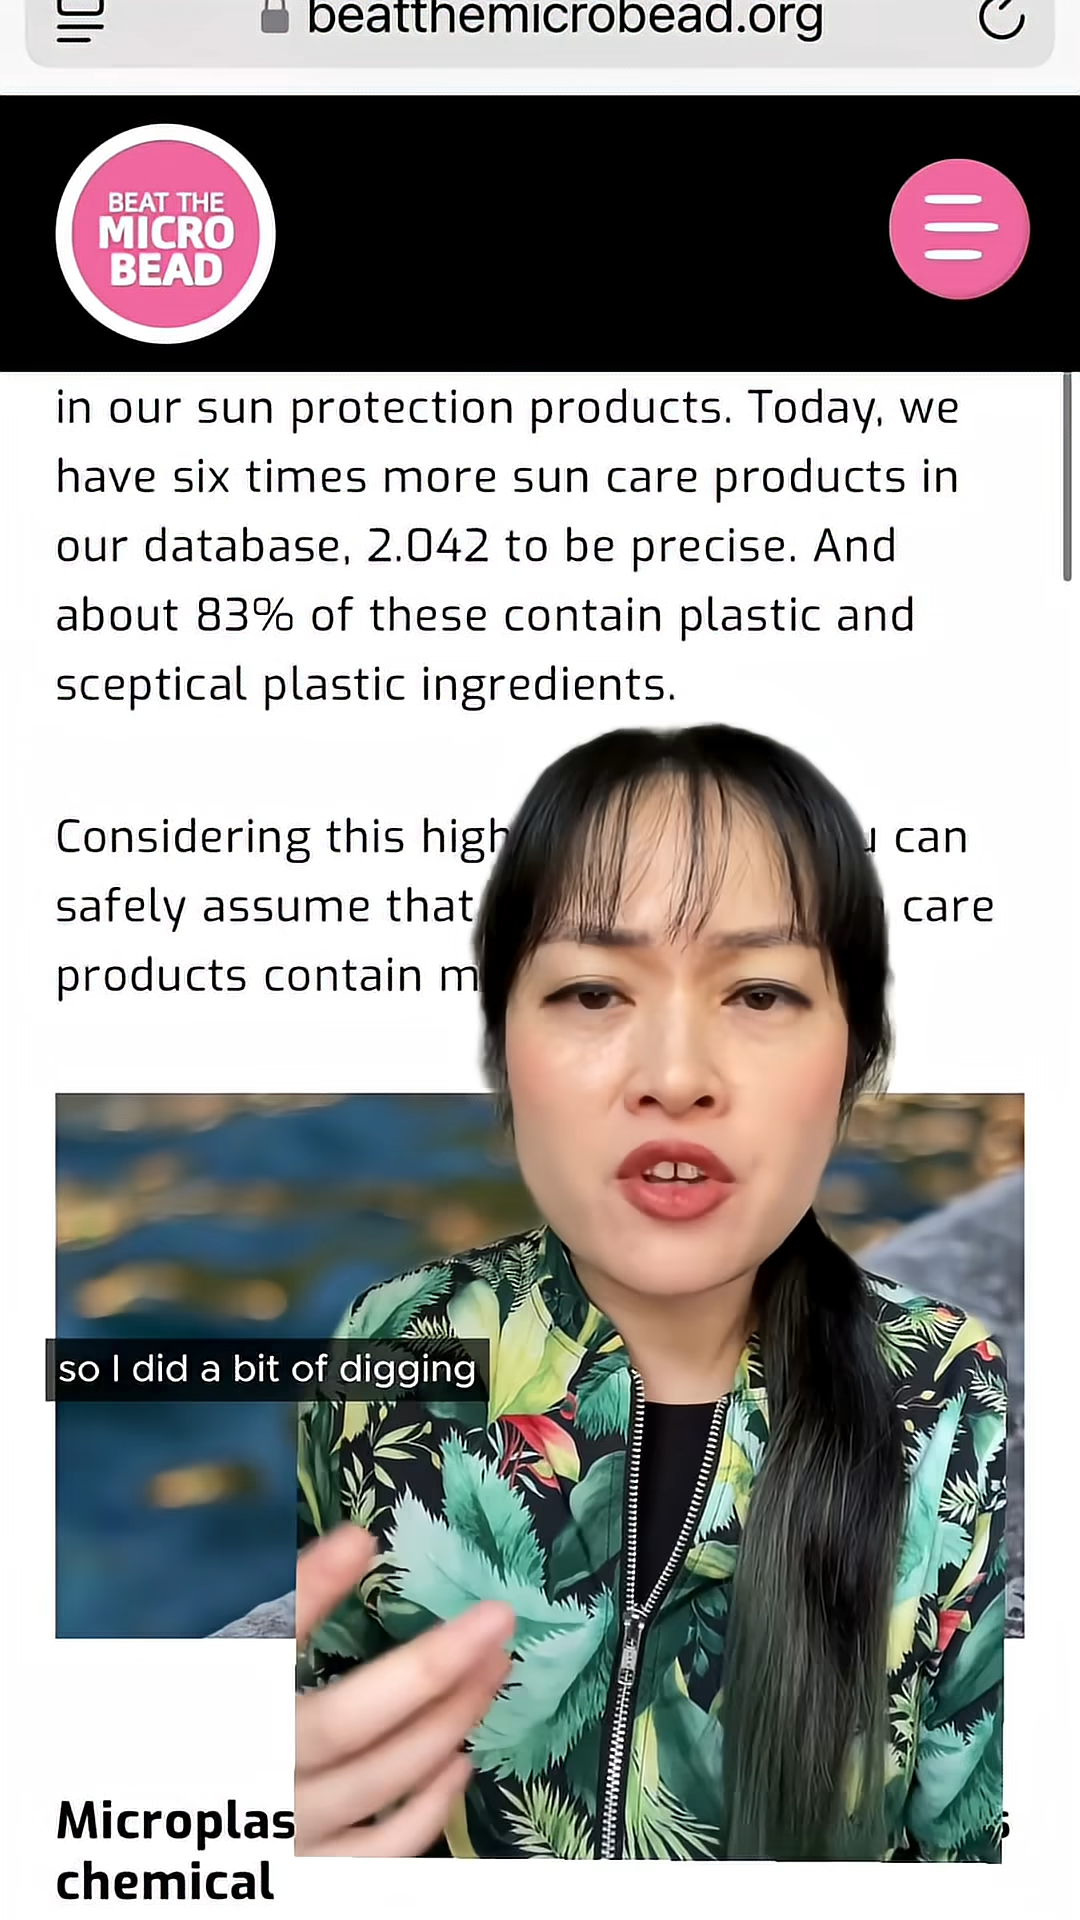 beatthemicrobead.org
BEAT THE
MICRO
BEAD
in our sun protection products. Today, we
have six times more sun care products in
our database, 2.042 to be precise. And
about 83% of these contain plastic and
sceptical plastic ingredients.
Considering this high can
safely assume that care
products contain
so I did a bit of digging
chemical